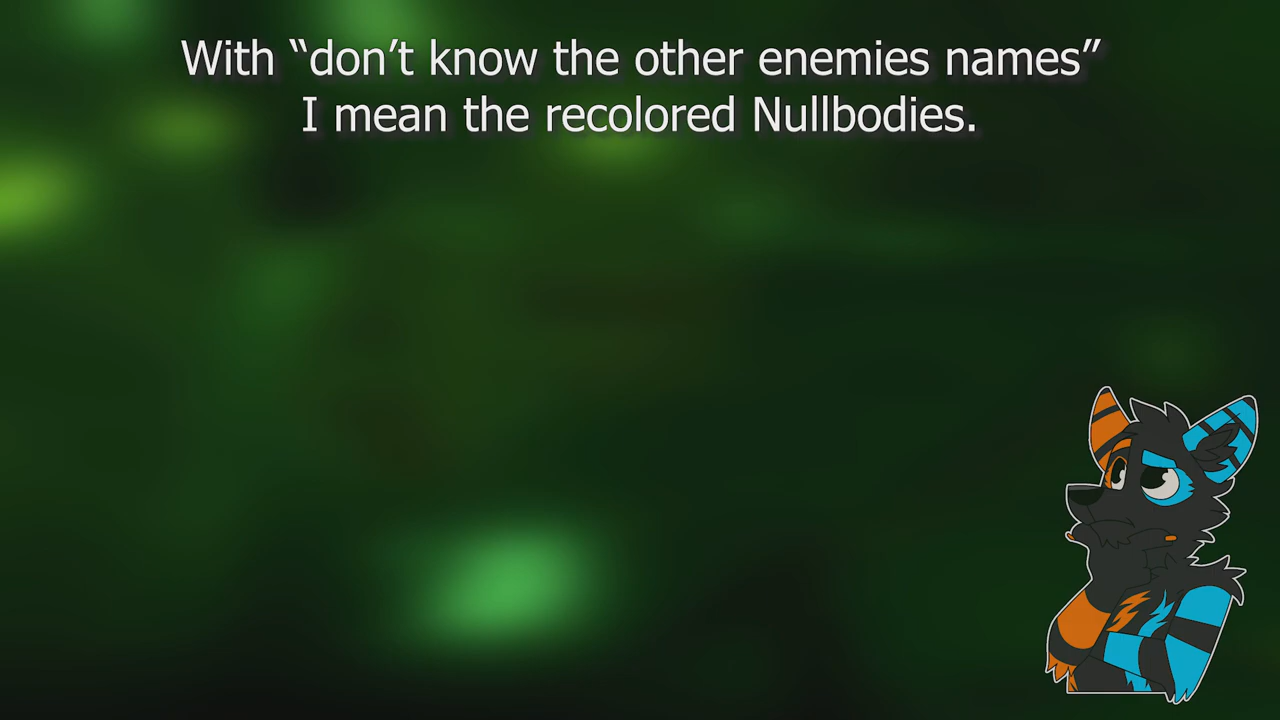 With “don’t know the other enemies names”
I mean the recolored Nullbodies.